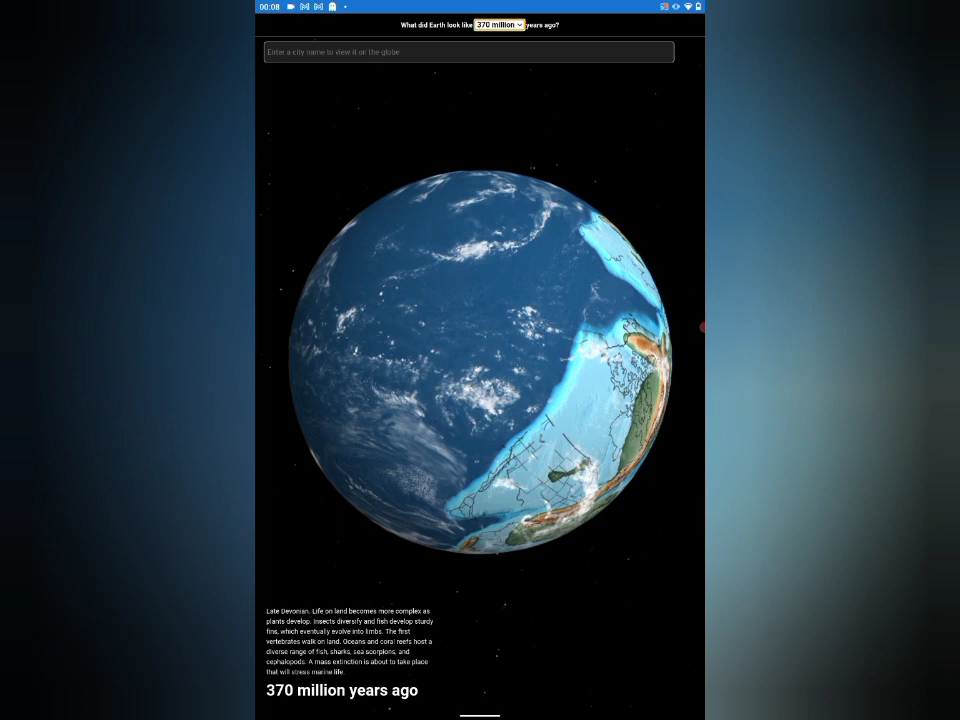 00:08
What did Earth look like 370 million years ago?
Enter a city name to view it on the globe
Late Devonian. Life on land becomes more complex as
plants develop. Insects diversify and fish develop sturdy
fins, which eventually evolve into limbs. The first
vertebrates walk on land. Oceans and coral reefs host a
diverse range of fish, sharks, sea scorpions, and
cephalopods. A mass extinction is about to take place
that will stress marine life.
370 million years ago